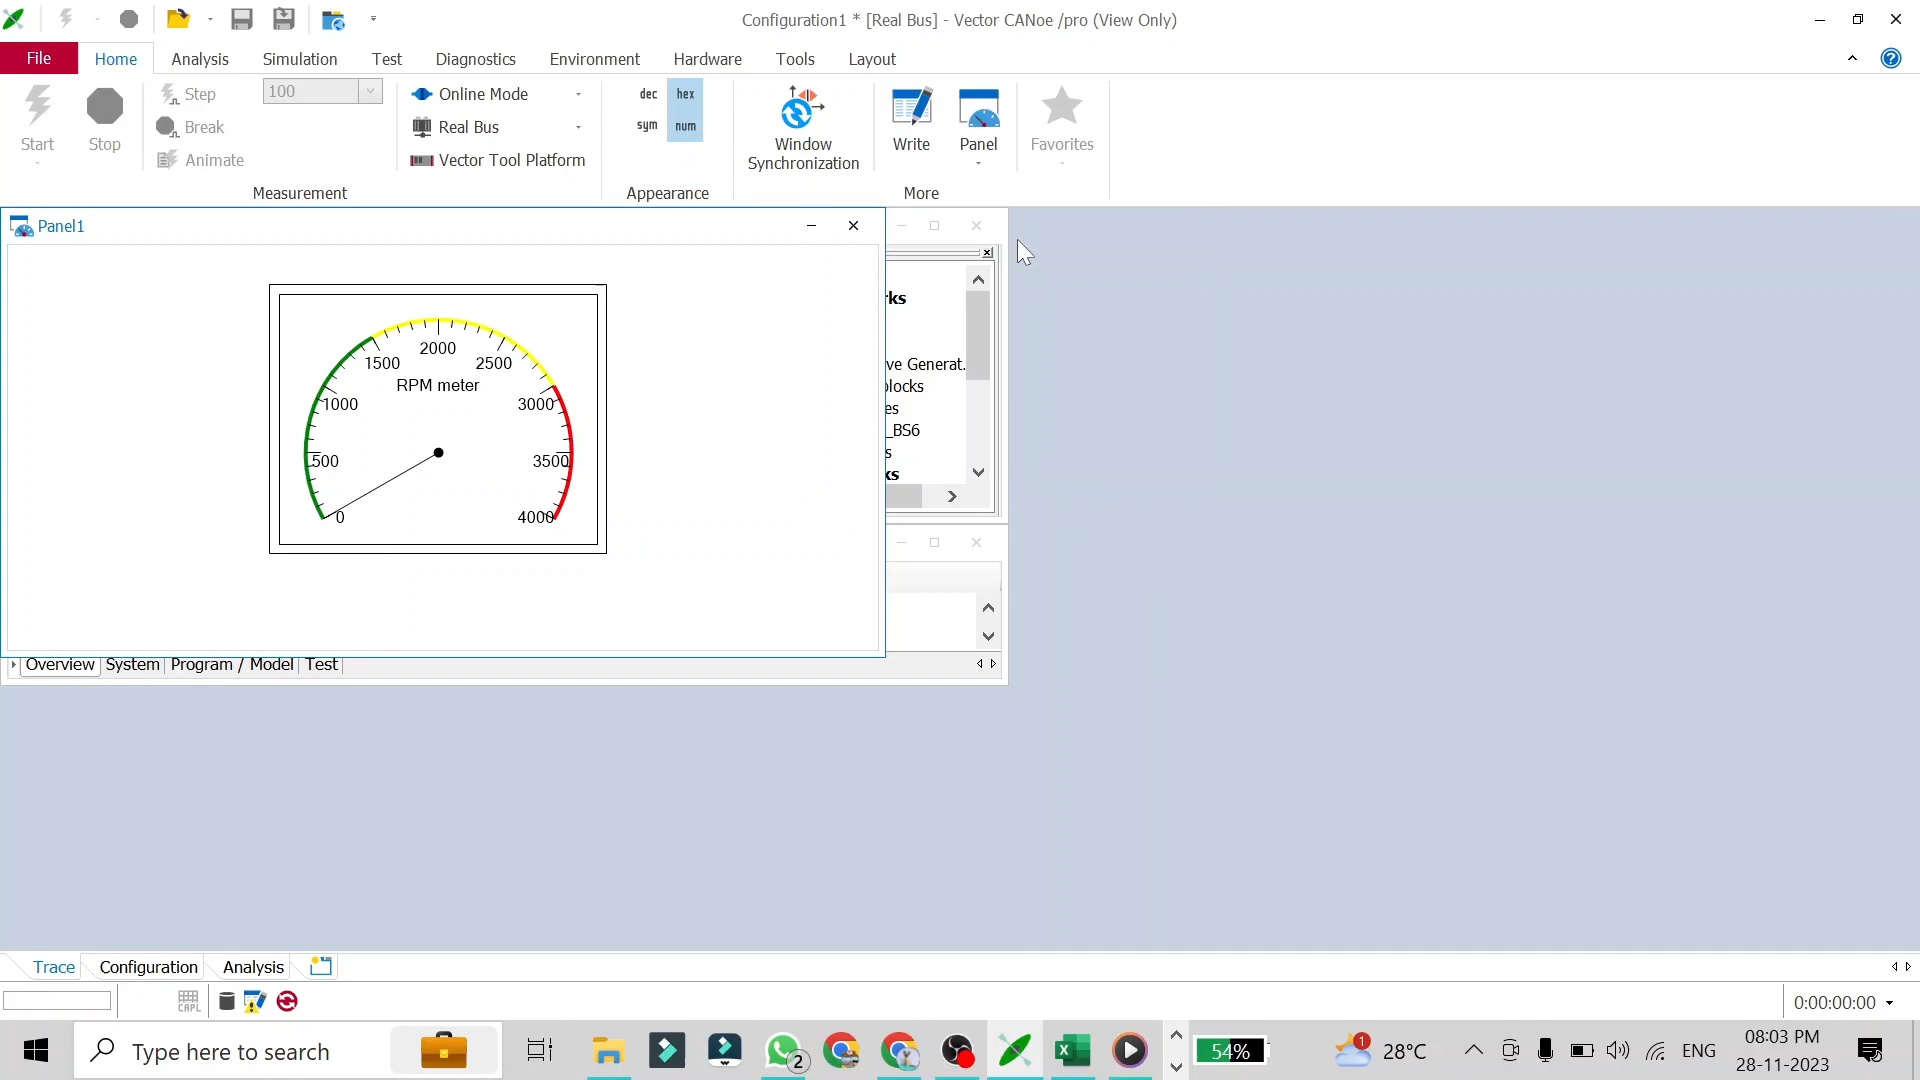 Configuration1 * [Real Bus] - Vector CANoe /pro (View Only)
File Home Analysis Simulation Test Diagnostics Environment Hardware Tools Layout
Start
Stop
Step
Break
Animate
100
Online Mode
Real Bus
Vector Tool Platform
dec hex
sym num
Window
Synchronization
Write
Panel
Favorites
Measurement
Appearance
More
Panel1
2000
1500 2500
RPM meter
1000 3000
500 3500
0 4000
rks
ve Generat.
locks
es
_BS6
s
ks
Overview System Program / Model Test
Trace Configuration Analysis
CAPL
0:00:00:00
Type here to search
2
54%
1
28°C
ENG
08:03 PM
28-11-2023